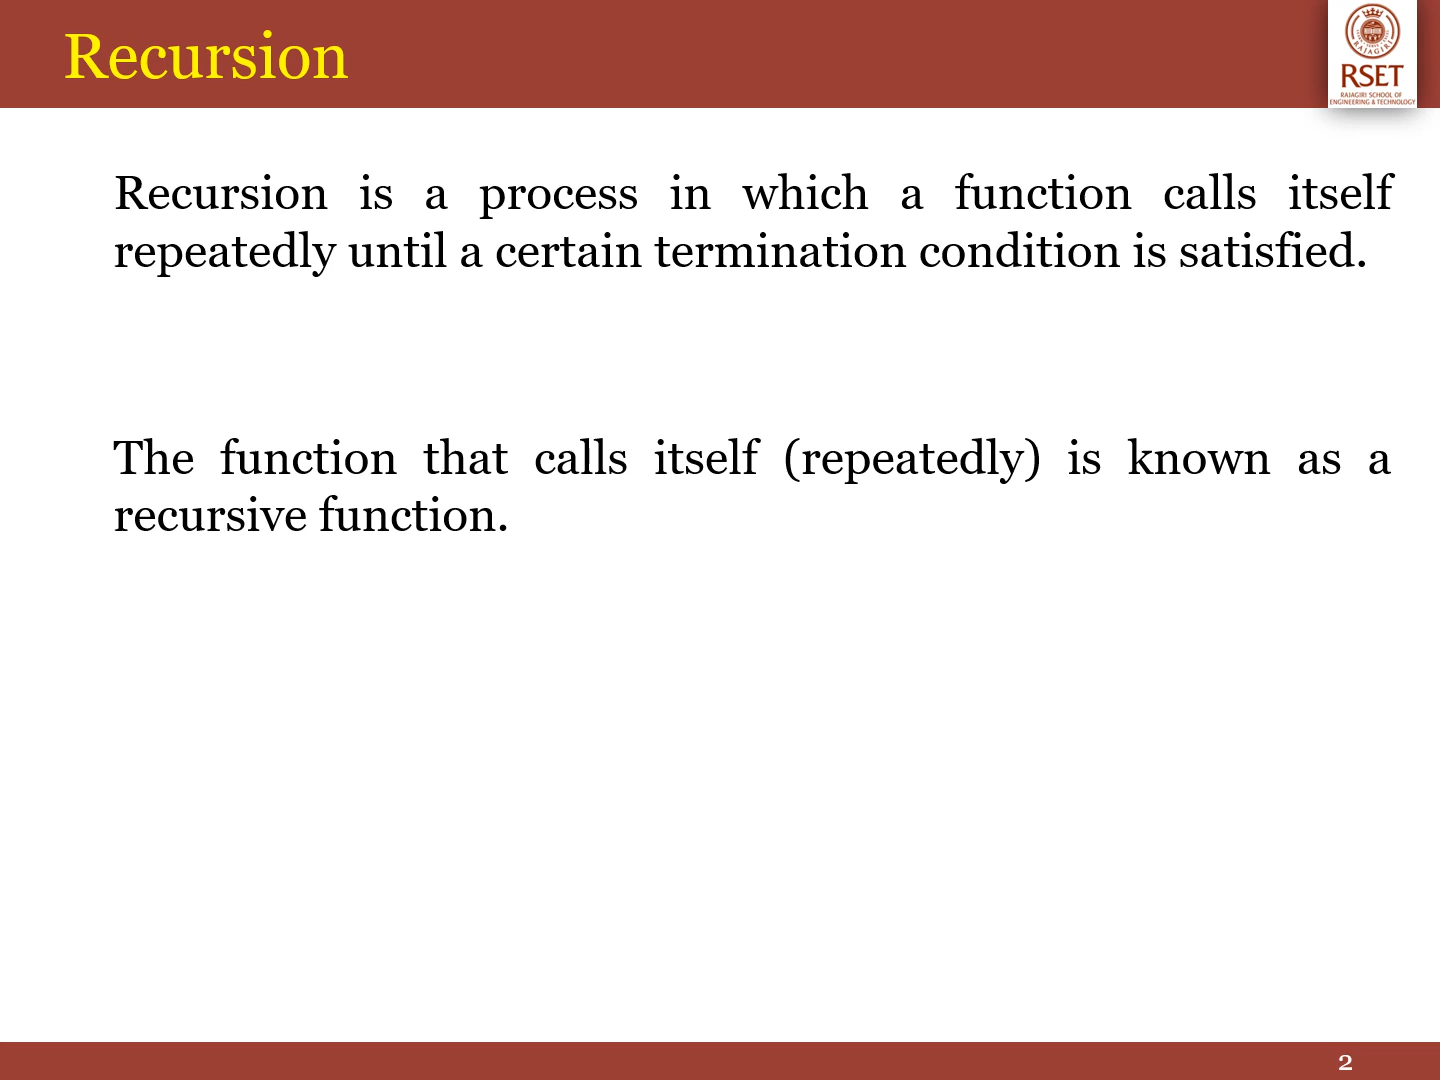 Recursion
RAJAGIRI
RSET
RAJAGIRI SCHOOL OF
ENGINEERING & TECHNOLOGY
Recursion is a process in which a function calls itself
repeatedly until a certain termination condition is satisfied.
The function that calls itself (repeatedly) is known as a
recursive function.
2